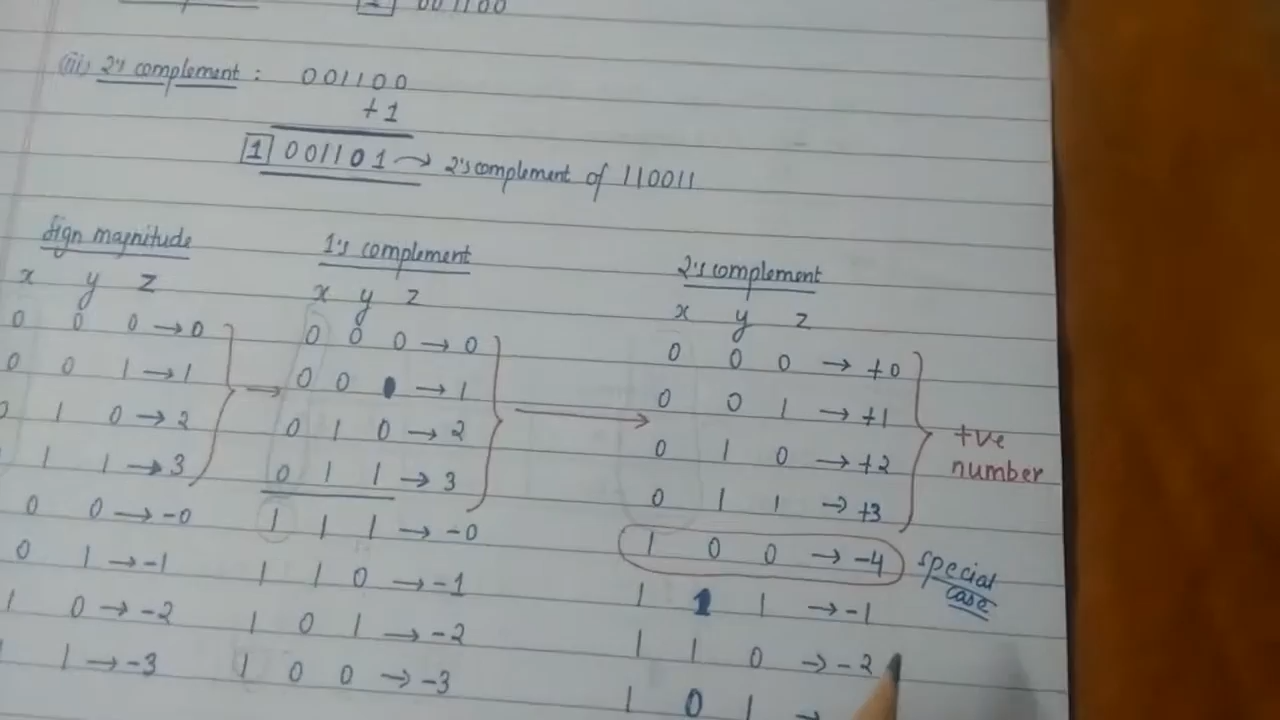 001100
(iii) 2's complement : 001100
+1
1 001101 → 2's complement of 110011
Sign magnitude
x y z
0 0 0 → 0
0 0 1 → 1
0 1 0 → 2
1 1 → 3
0 0 → -0
0 1 → -1
1 0 → -2
1 → -3
1's complement
x y z
0 0 0 → 0
0 0 → 1
0 1 0 → 2
0 1 1 → 3
1 1 1 → -0
1 1 0 → -1
1 0 1 → -2
1 0 0 → -3
2's complement
x y z
0 0 0 → +0
0 0 1 → +1
0 1 0 → +2
0 1 1 → +3
+ve
number
1 0 0 → -4
special
case
1 1 1 → -1
1 1 0 → -2
1 0 1 →